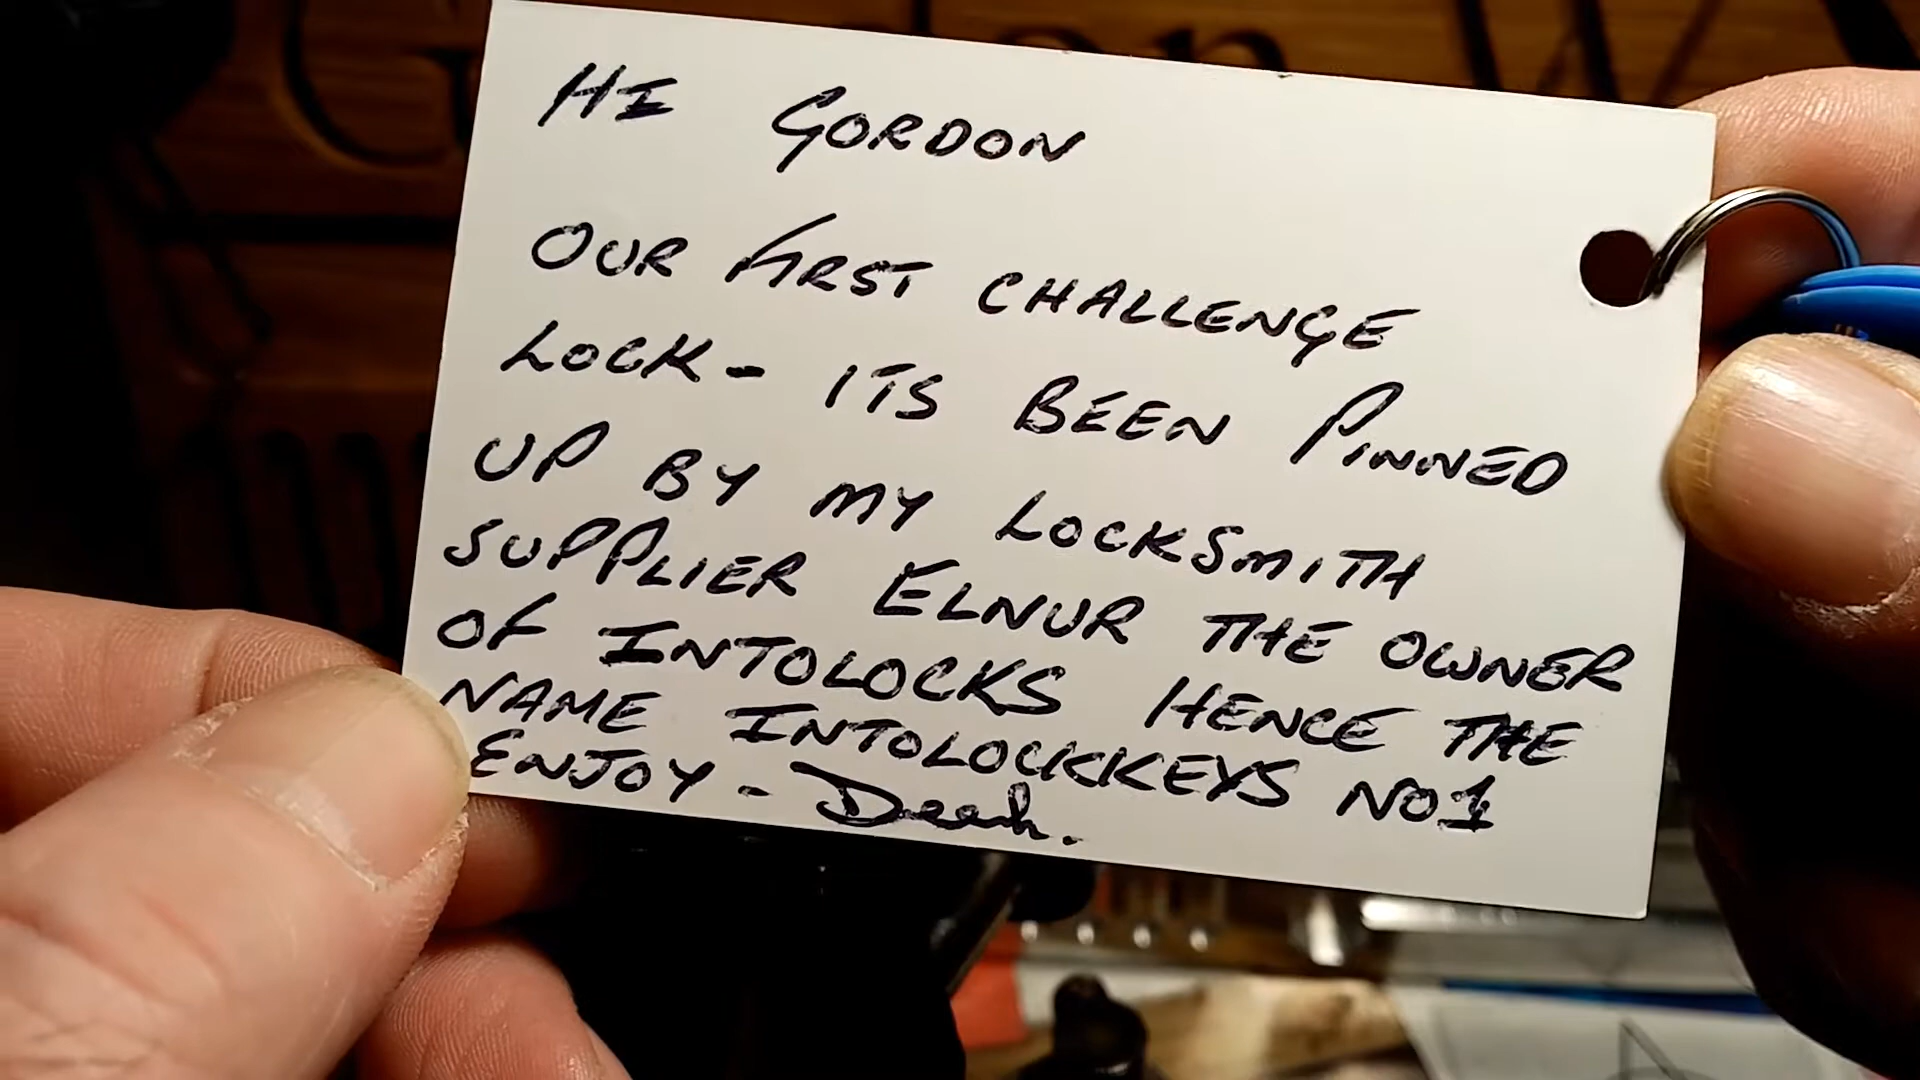 HI GORDON
OUR FIRST CHALLENGE
LOCK - ITS BEEN PINNED
UP BY MY LOCKSMITH
SUPPLIER ELNUR THE OWNER
OF INTOLOCKS HENCE THE
NAME INTOLOCKKEYS NO1
ENJOY -